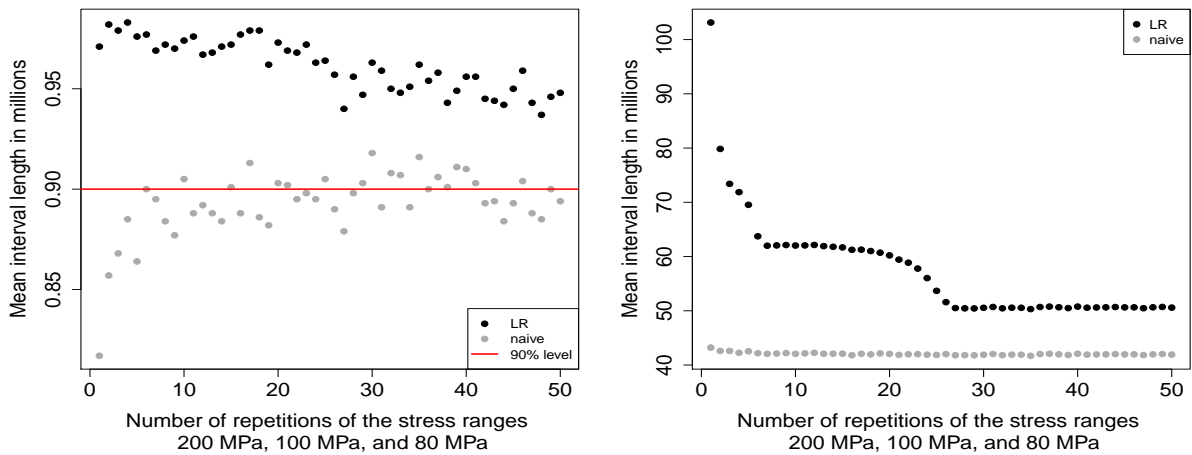 Mean interval length in millions
0.95
0.90
0.85
LR
naive
90% level
0
10
20
30
40
50
Number of repetitions of the stress ranges
200 MPa, 100 MPa, and 80 MPa
Mean interval length in millions
100
90
80
70
60
50
40
LR
naive
0
10
20
30
40
50
Number of repetitions of the stress ranges
200 MPa, 100 MPa, and 80 MPa